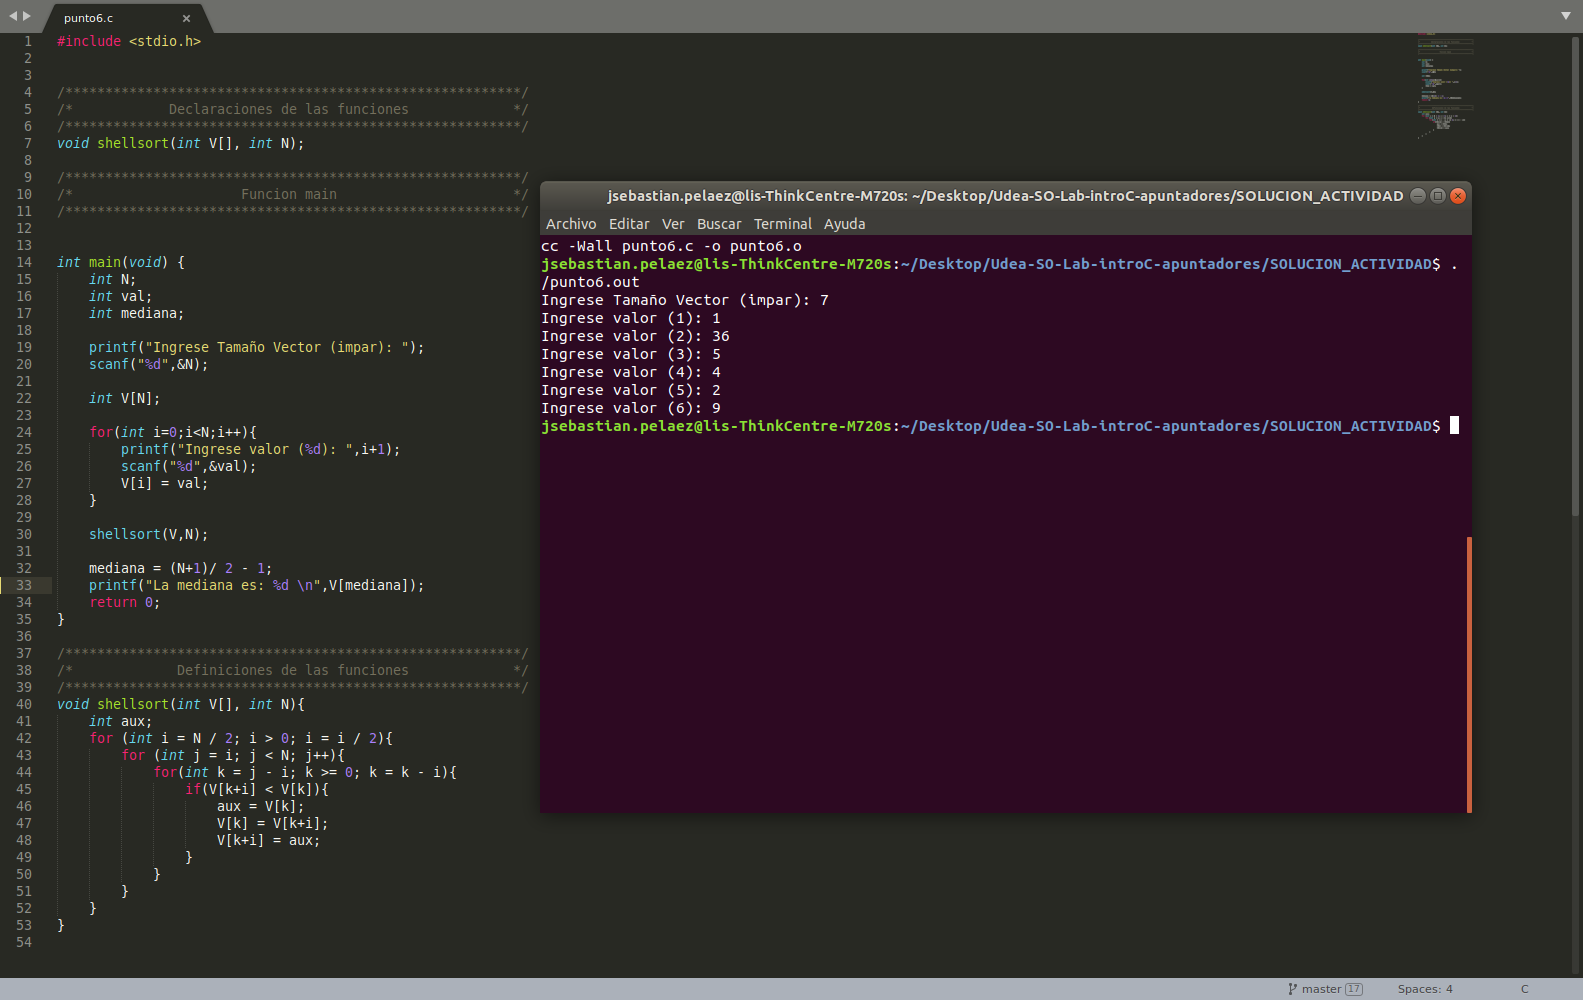 punto6.c ×
1 #include <stdio.h>
2
3
4 /*********************************************************/
5 /* Declaraciones de las funciones */
6 /*********************************************************/
7 void shellsort(int V[], int N);
8
9 /*********************************************************/
10 /* Funcion main */
11 /*********************************************************/
12
13
14 int main(void) {
15 int N;
16 int val;
17 int mediana;
18
19 printf("Ingrese Tamaño Vector (impar): ");
20 scanf("%d",&N);
21
22 int V[N];
23
24 for(int i=0;i<N;i++){
25 printf("Ingrese valor (%d): ",i+1);
26 scanf("%d",&val);
27 V[i] = val;
28 }
29
30 shellsort(V,N);
31
32 mediana = (N+1)/ 2 - 1;
33 printf("La mediana es: %d \n",V[mediana]);
34 return 0;
35 }
36
37 /*********************************************************/
38 /* Definiciones de las funciones */
39 /*********************************************************/
40 void shellsort(int V[], int N){
41 int aux;
42 for (int i = N / 2; i > 0; i = i / 2){
43 for (int j = i; j < N; j++){
44 for(int k = j - i; k >= 0; k = k - i){
45 if(V[k+i] < V[k]){
46 aux = V[k];
47 V[k] = V[k+i];
48 V[k+i] = aux;
49 }
50 }
51 }
52 }
53 }
54
jsebastian.pelaez@lis-ThinkCentre-M720s: ~/Desktop/Udea-SO-Lab-introC-apuntadores/SOLUCION_ACTIVIDAD
Archivo Editar Ver Buscar Terminal Ayuda
cc -Wall punto6.c -o punto6.o
jsebastian.pelaez@lis-ThinkCentre-M720s:~/Desktop/Udea-SO-Lab-introC-apuntadores/SOLUCION_ACTIVIDAD$ .
/punto6.out
Ingrese Tamaño Vector (impar): 7
Ingrese valor (1): 1
Ingrese valor (2): 36
Ingrese valor (3): 5
Ingrese valor (4): 4
Ingrese valor (5): 2
Ingrese valor (6): 9
jsebastian.pelaez@lis-ThinkCentre-M720s:~/Desktop/Udea-SO-Lab-introC-apuntadores/SOLUCION_ACTIVIDAD$
master 17 Spaces: 4 C